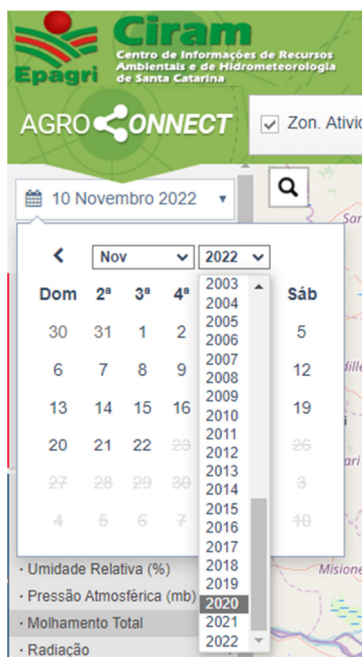 Ciram
Centro de Informações de Recursos
Ambientais e de Hidrometeorologia
de Santa Catarina
Epagri
AGRO CONNECT
Zon. Ativid
10 Novembro 2022
Nov 2022
Dom 2ª 3ª 4ª Sáb
30 31 1 2 5
6 7 8 9 12
13 14 15 16 19
20 21 22 23 26
27 28 29 30 3
4 5 6 7 10
2003
2004
2005
2006
2007
2008
2009
2010
2011
2012
2013
2014
2015
2016
2017
2018
2019
2020
2021
2022
· Umidade Relativa (%)
· Pressão Atmosférica (mb)
· Molhamento Total
· Radiação
Sar
Misione